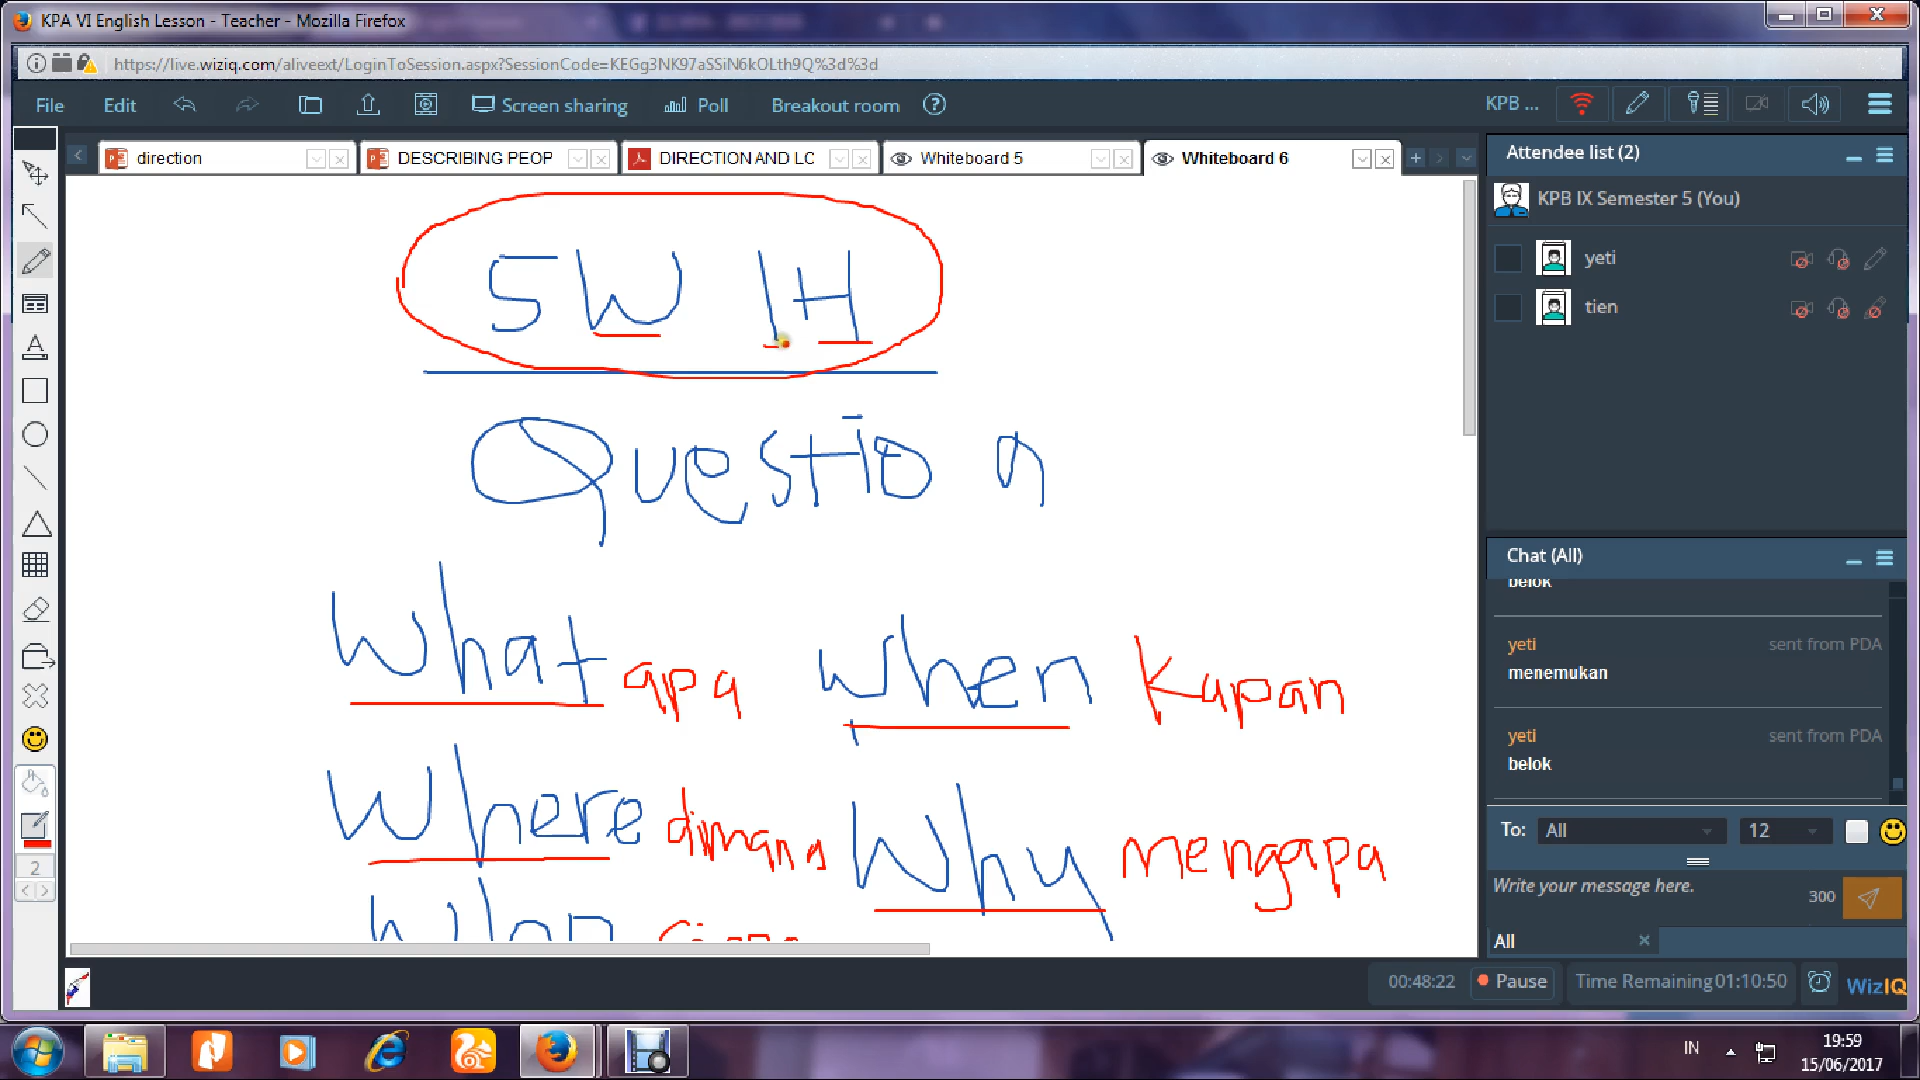 KPA VI English Lesson - Teacher - Mozilla Firefox
https://live.wiziq.com/aliveext/LoginToSession.aspx?SessionCode=KEGg3NK97aSSiN6kOLth9Q%3d%3d
File Edit Screen sharing Poll Breakout room KPB ...
direction DESCRIBING PEOP DIRECTION AND LC Whiteboard 5 Whiteboard 6
5W 1H
Question
What apa when Kapan
Where dimana Why mengapa
Attendee list (2)
KPB IX Semester 5 (You)
yeti
tien
Chat (All)
belok
yeti sent from PDA
menemukan
yeti sent from PDA
belok
To: All 12
Write your message here. 300
All
2
00:48:22 Pause Time Remaining 01:10:50 WizIQ
IN 19:59
15/06/2017